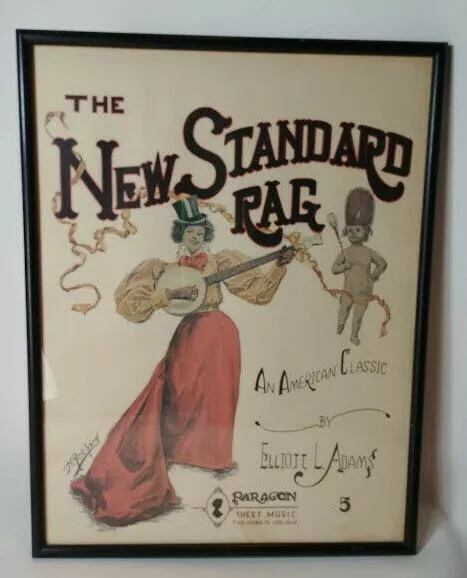 THE
NEW STANDARD
RAG
AN AMERICAN CLASSIC
BY
ELLIOTT L. ADAMS
PARAGON
SHEET MUSIC
5